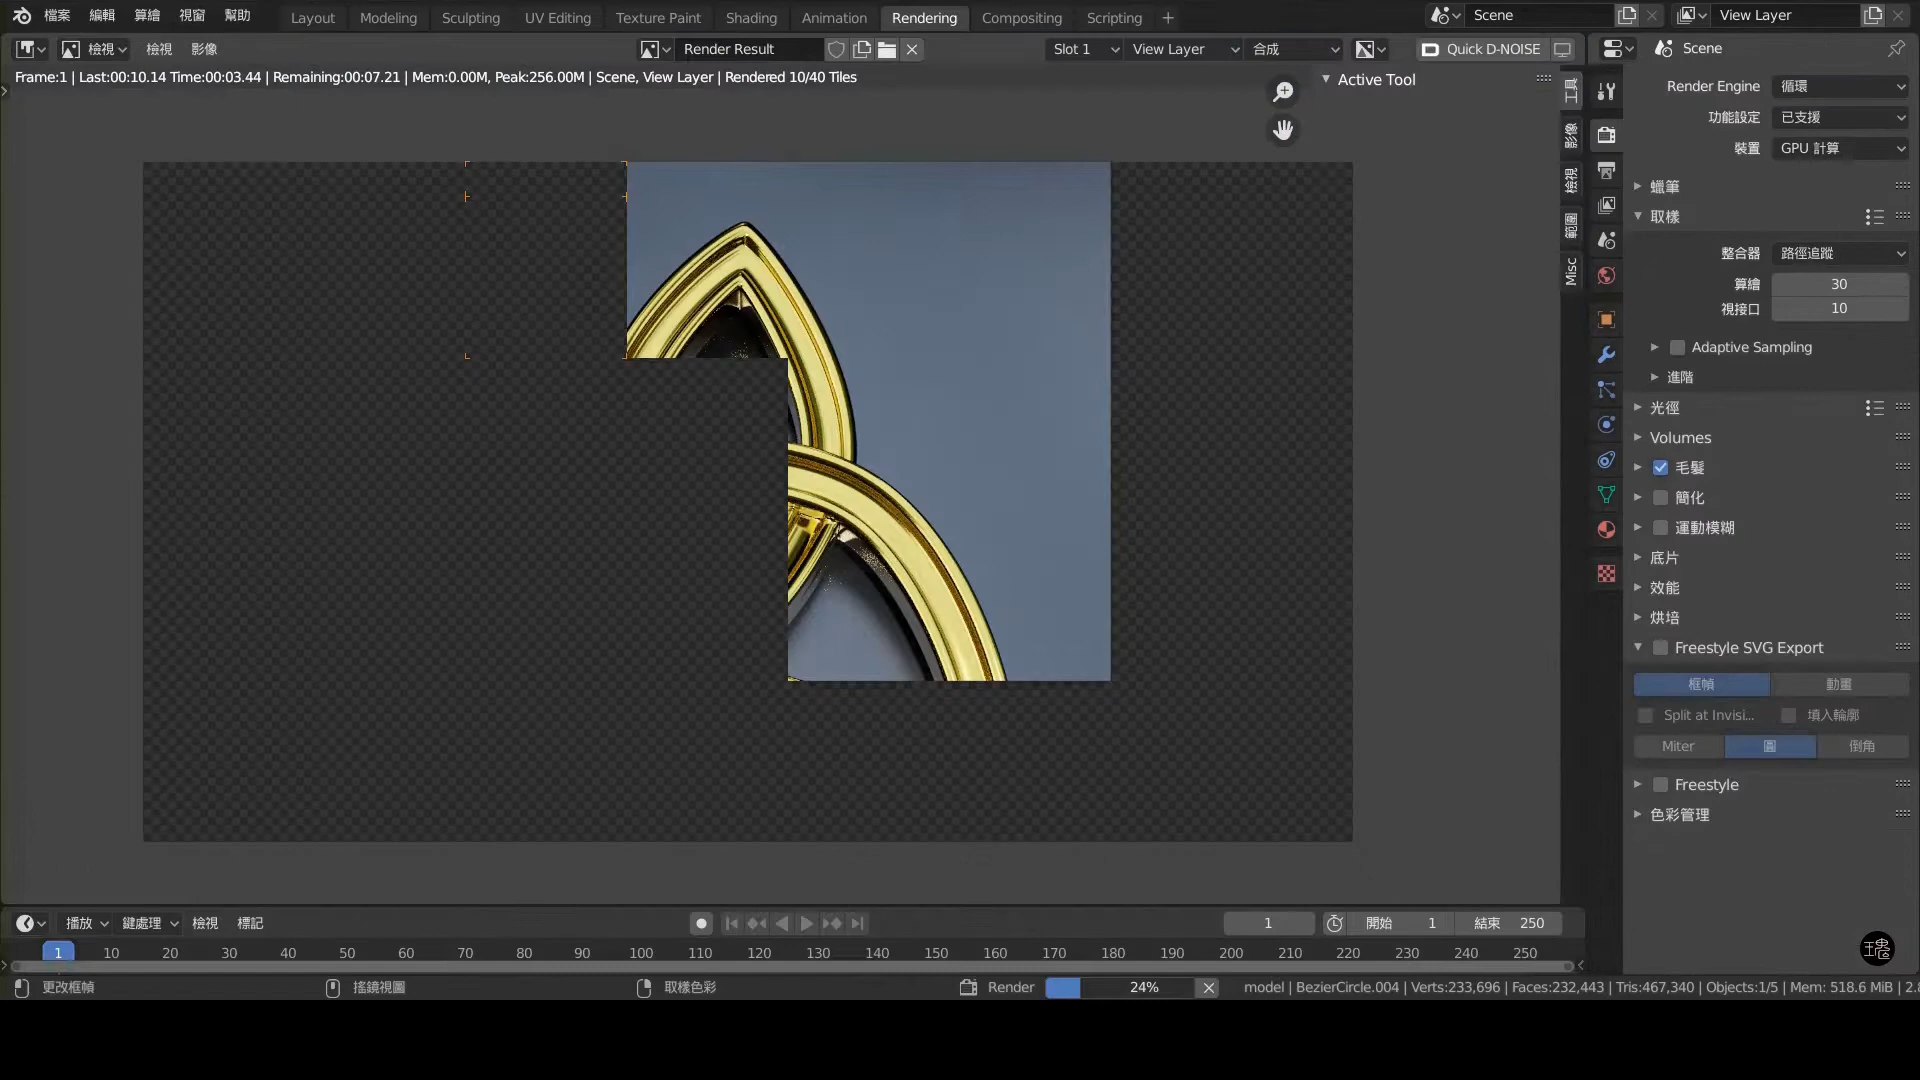 檔案 編輯 算繪 視窗 幫助 Layout Modeling Sculpting UV Editing Texture Paint Shading Animation Rendering Compositing Scripting + Scene View Layer
檢視 檢視 影像 Render Result Slot 1 View Layer 合成 Quick D-NOISE Scene
Frame:1 | Last:00:10.14 Time:00:03.44 | Remaining:00:07.21 | Mem:0.00M, Peak:256.00M | Scene, View Layer | Rendered 10/40 Tiles
Active Tool
工具
影像
檢視
範圍
Misc
Render Engine 循環
功能設定 已支援
裝置 GPU 計算
蠟筆
取樣
整合器 路徑追蹤
算繪 30
視接口 10
Adaptive Sampling
進階
光徑
Volumes
毛髮
簡化
運動模糊
底片
效能
烘焙
Freestyle SVG Export
框幀 動畫
Split at Invisi... 填入輪廓
Miter 圓 倒角
Freestyle
色彩管理
播放 鍵處理 檢視 標記 1 開始 1 結束 250
1 10 20 30 40 50 60 70 80 90 100 110 120 130 140 150 160 170 180 190 200 210 220 230 240 250
更改框幀 搖鏡視圖 取樣色彩 Render 24% model | BezierCircle.004 | Verts:233,696 | Faces:232,443 | Tris:467,340 | Objects:1/5 | Mem: 518.6 MiB | 2.8